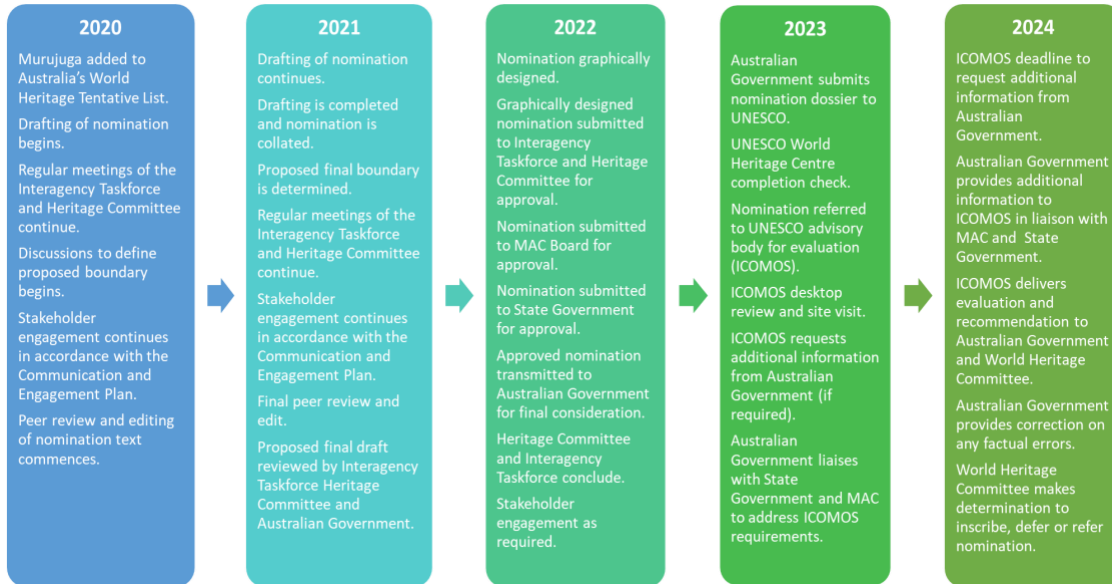 2020
Murujuga added to
Australia's World
Heritage Tentative List.
Drafting of nomination
begins.
Regular meetings of the
Interagency Taskforce
and Heritage Committee
continue.
Discussions to define
proposed boundary
begins.
Stakeholder
engagement continues
in accordance with the
Communication and
Engagement Plan.
Peer review and editing
of nomination text
commences.
2021
Drafting of nomination
continues.
Drafting is completed
and nomination is
collated.
Proposed final boundary
is determined.
Regular meetings of the
Interagency Taskforce
and Heritage Committee
continue.
Stakeholder
engagement continues
in accordance with the
Communication and
Engagement Plan.
Final peer review and
edit.
Proposed final draft
reviewed by Interagency
Taskforce Heritage
Committee and
Australian Government.
2022
Nomination graphically
designed.
Graphically designed
nomination submitted
to Interagency
Taskforce and Heritage
Committee for
approval.
Nomination submitted
to MAC Board for
approval.
Nomination submitted
to State Government
for approval.
Approved nomination
transmitted to
Australian Government
for final consideration.
Heritage Committee
and Interagency
Taskforce conclude.
Stakeholder
engagement as
required.
2023
Australian
Government submits
nomination dossier to
UNESCO.
UNESCO World
Heritage Centre
completion check.
Nomination referred
to UNESCO advisory
body for evaluation
(ICOMOS).
ICOMOS desktop
review and site visit.
ICOMOS requests
additional information
from Australian
Government (if
required).
Australian
Government liaises
with State
Government and MAC
to address ICOMOS
requirements.
2024
ICOMOS deadline to
request additional
information from
Australian
Government.
Australian Government
provides additional
information to
ICOMOS in liaison with
MAC and State
Government.
ICOMOS delivers
evaluation and
recommendation to
Australian Government
and World Heritage
Committee.
Australian Government
provides correction on
any factual errors.
World Heritage
Committee makes
determination to
inscribe, defer or refer
nomination.